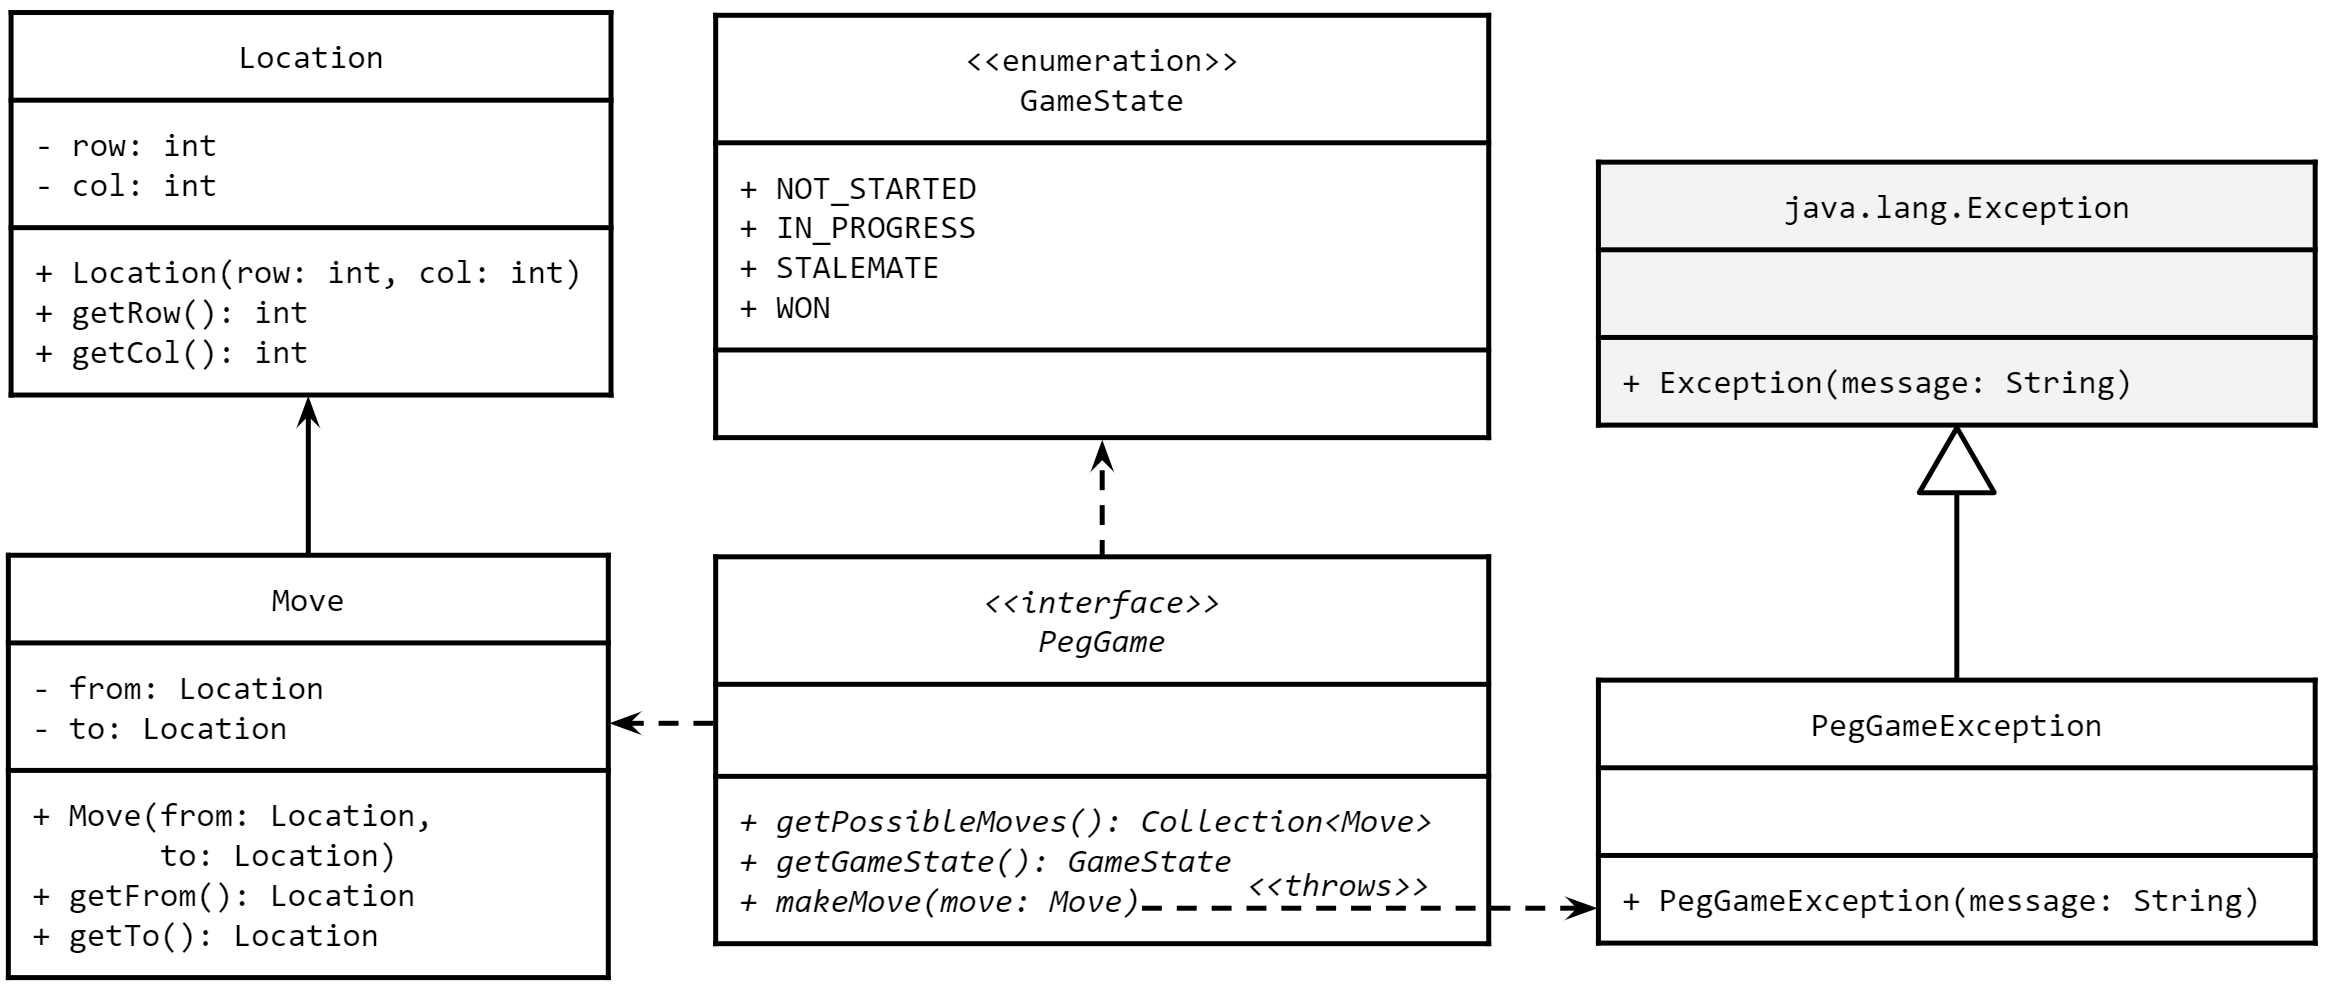 Location
- row: int
- col: int
+ Location(row: int, col: int)
+ getRow(): int
+ getCol(): int
<<enumeration>>
GameState
+ NOT_STARTED
+ IN_PROGRESS
+ STALEMATE
+ WON
java.lang.Exception
+ Exception(message: String)
Move
- from: Location
- to: Location
+ Move(from: Location,
to: Location)
+ getFrom(): Location
+ getTo(): Location
<<interface>>
PegGame
+ getPossibleMoves(): Collection<Move>
+ getGameState(): GameState
+ makeMove(move: Move)
<<throws>>
PegGameException
+ PegGameException(message: String)